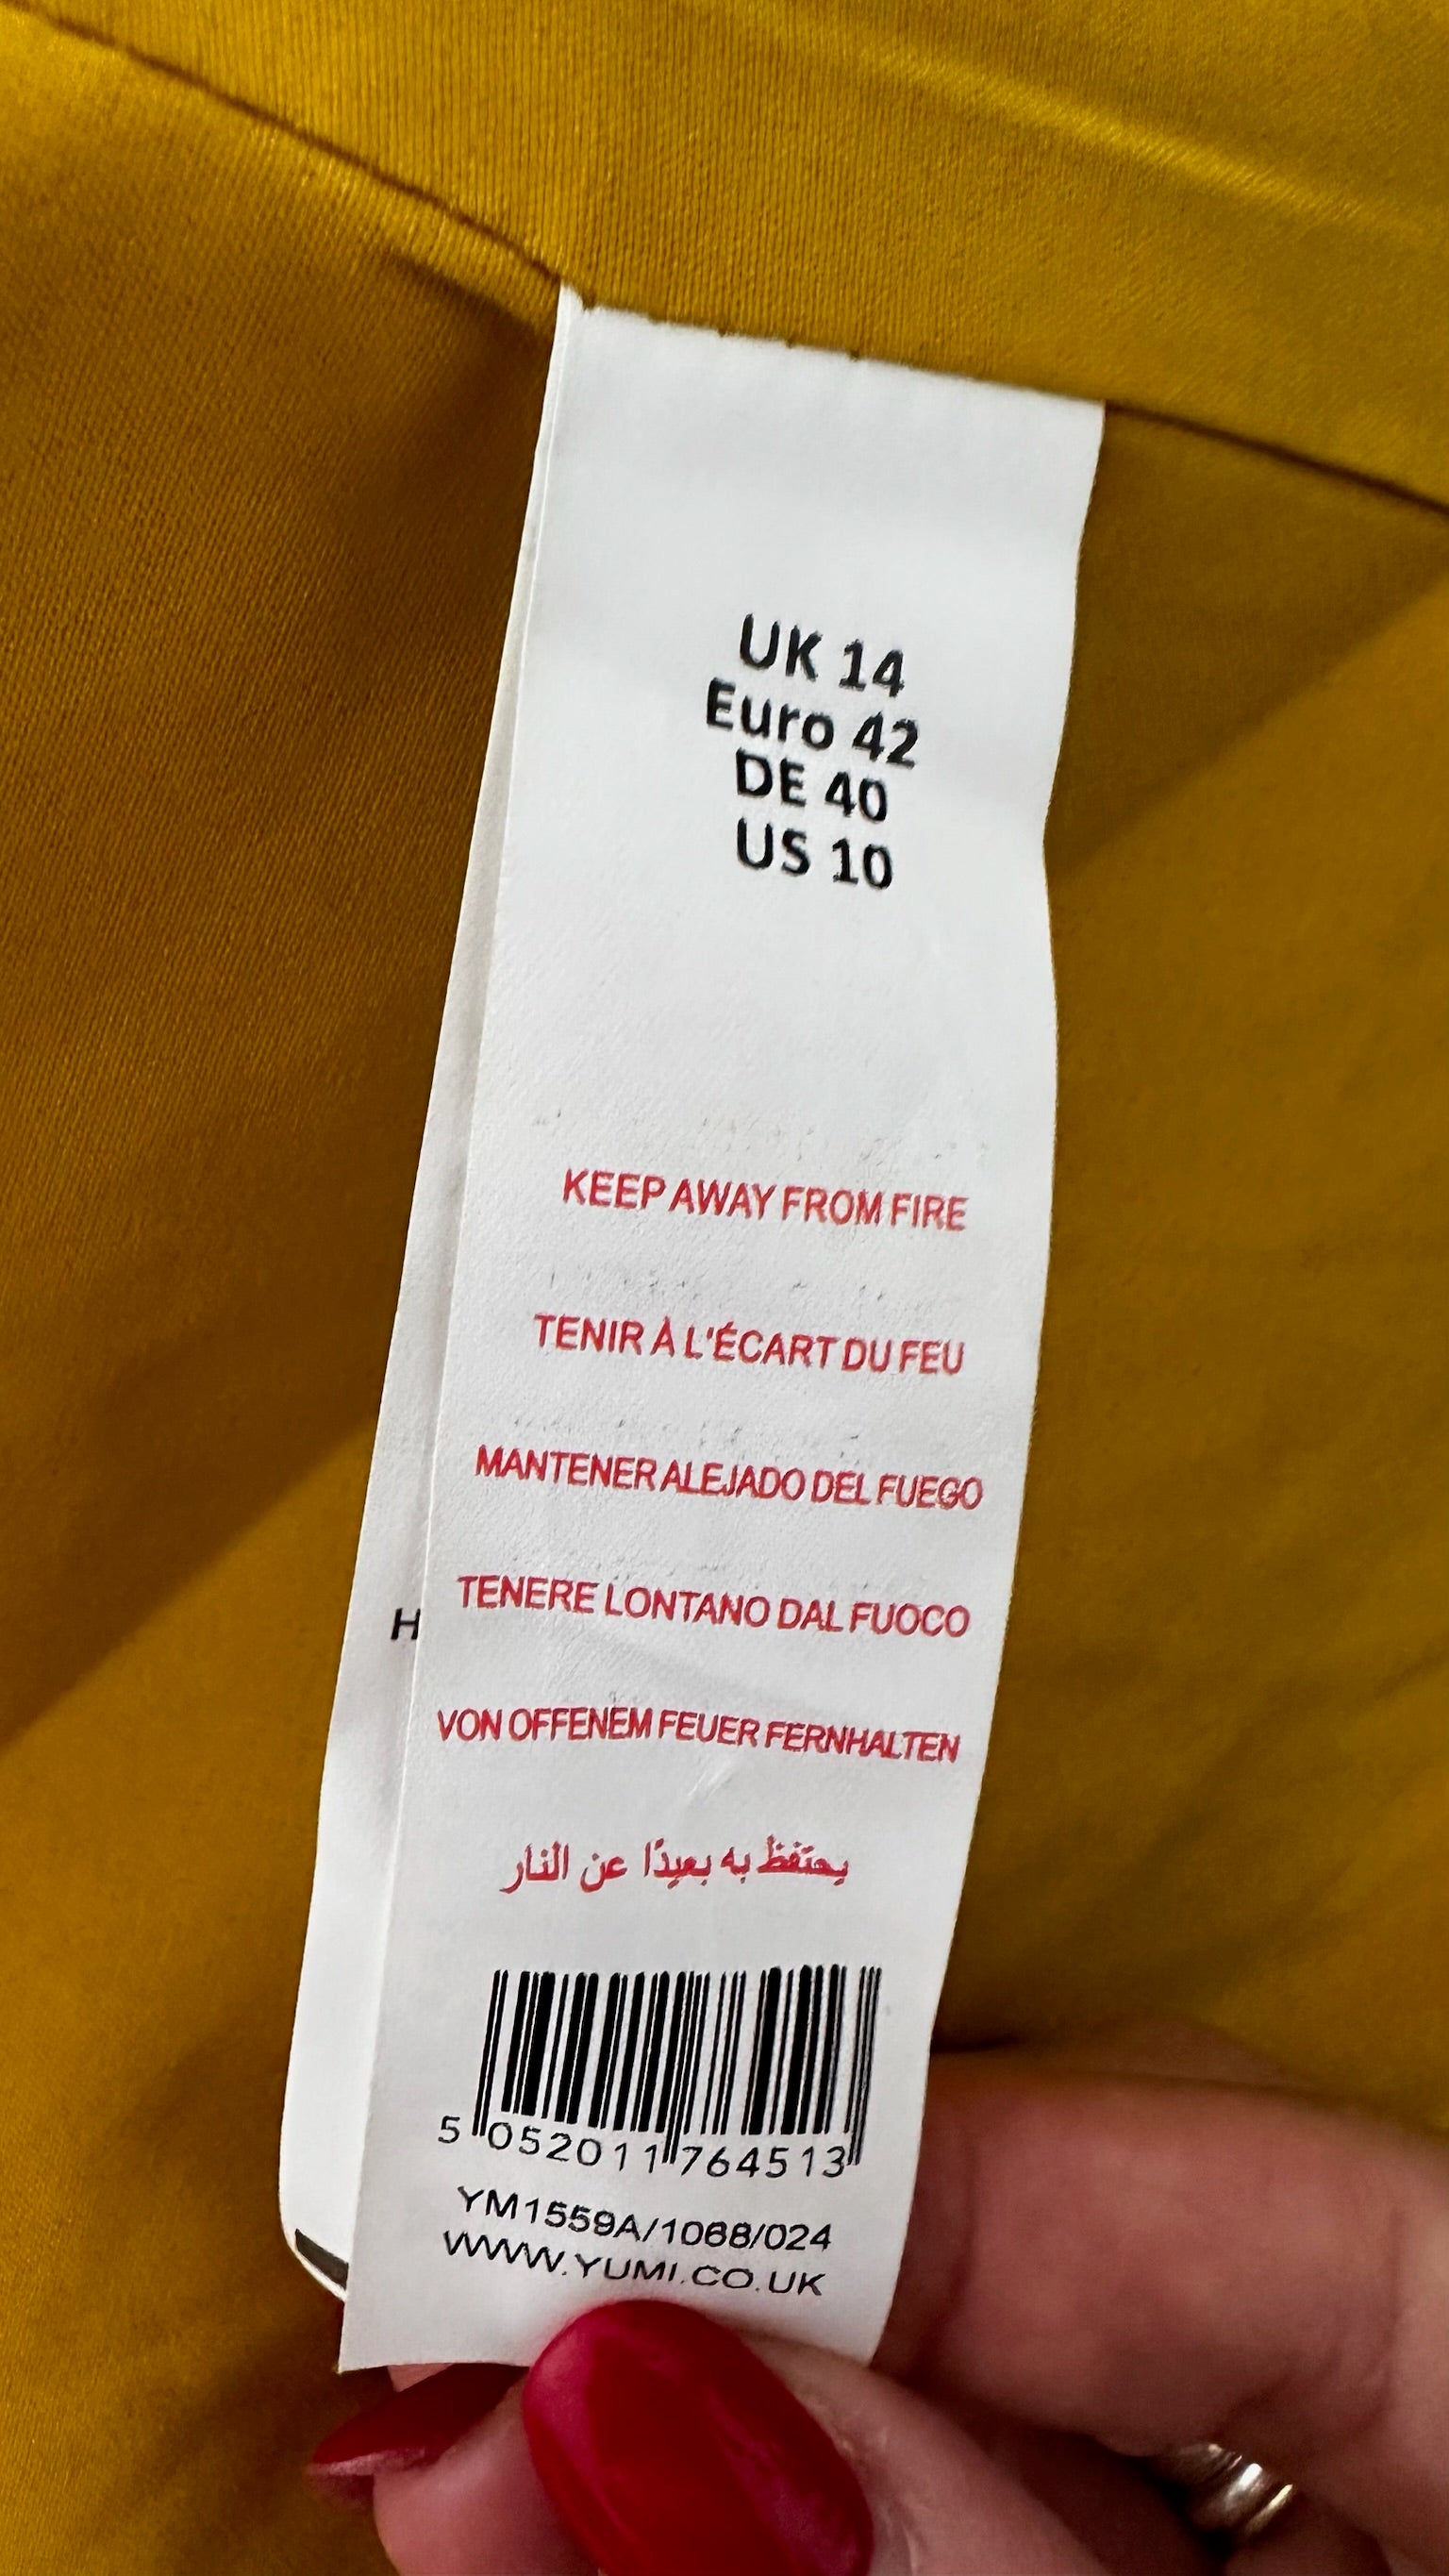 UK 14
Euro 42
DE 40
US 10
KEEP AWAY FROM FIRE
TENIR À L'ÉCART DU FEU
MANTENER ALEJADO DEL FUEGO
TENERE LONTANO DAL FUOCO
H
VON OFFENEM FEUER FERNHALTEN
يحتفظ به بعيدًا عن النار
5 052011 764513
YM1559A/1068/024
WWW.YUMI.CO.UK